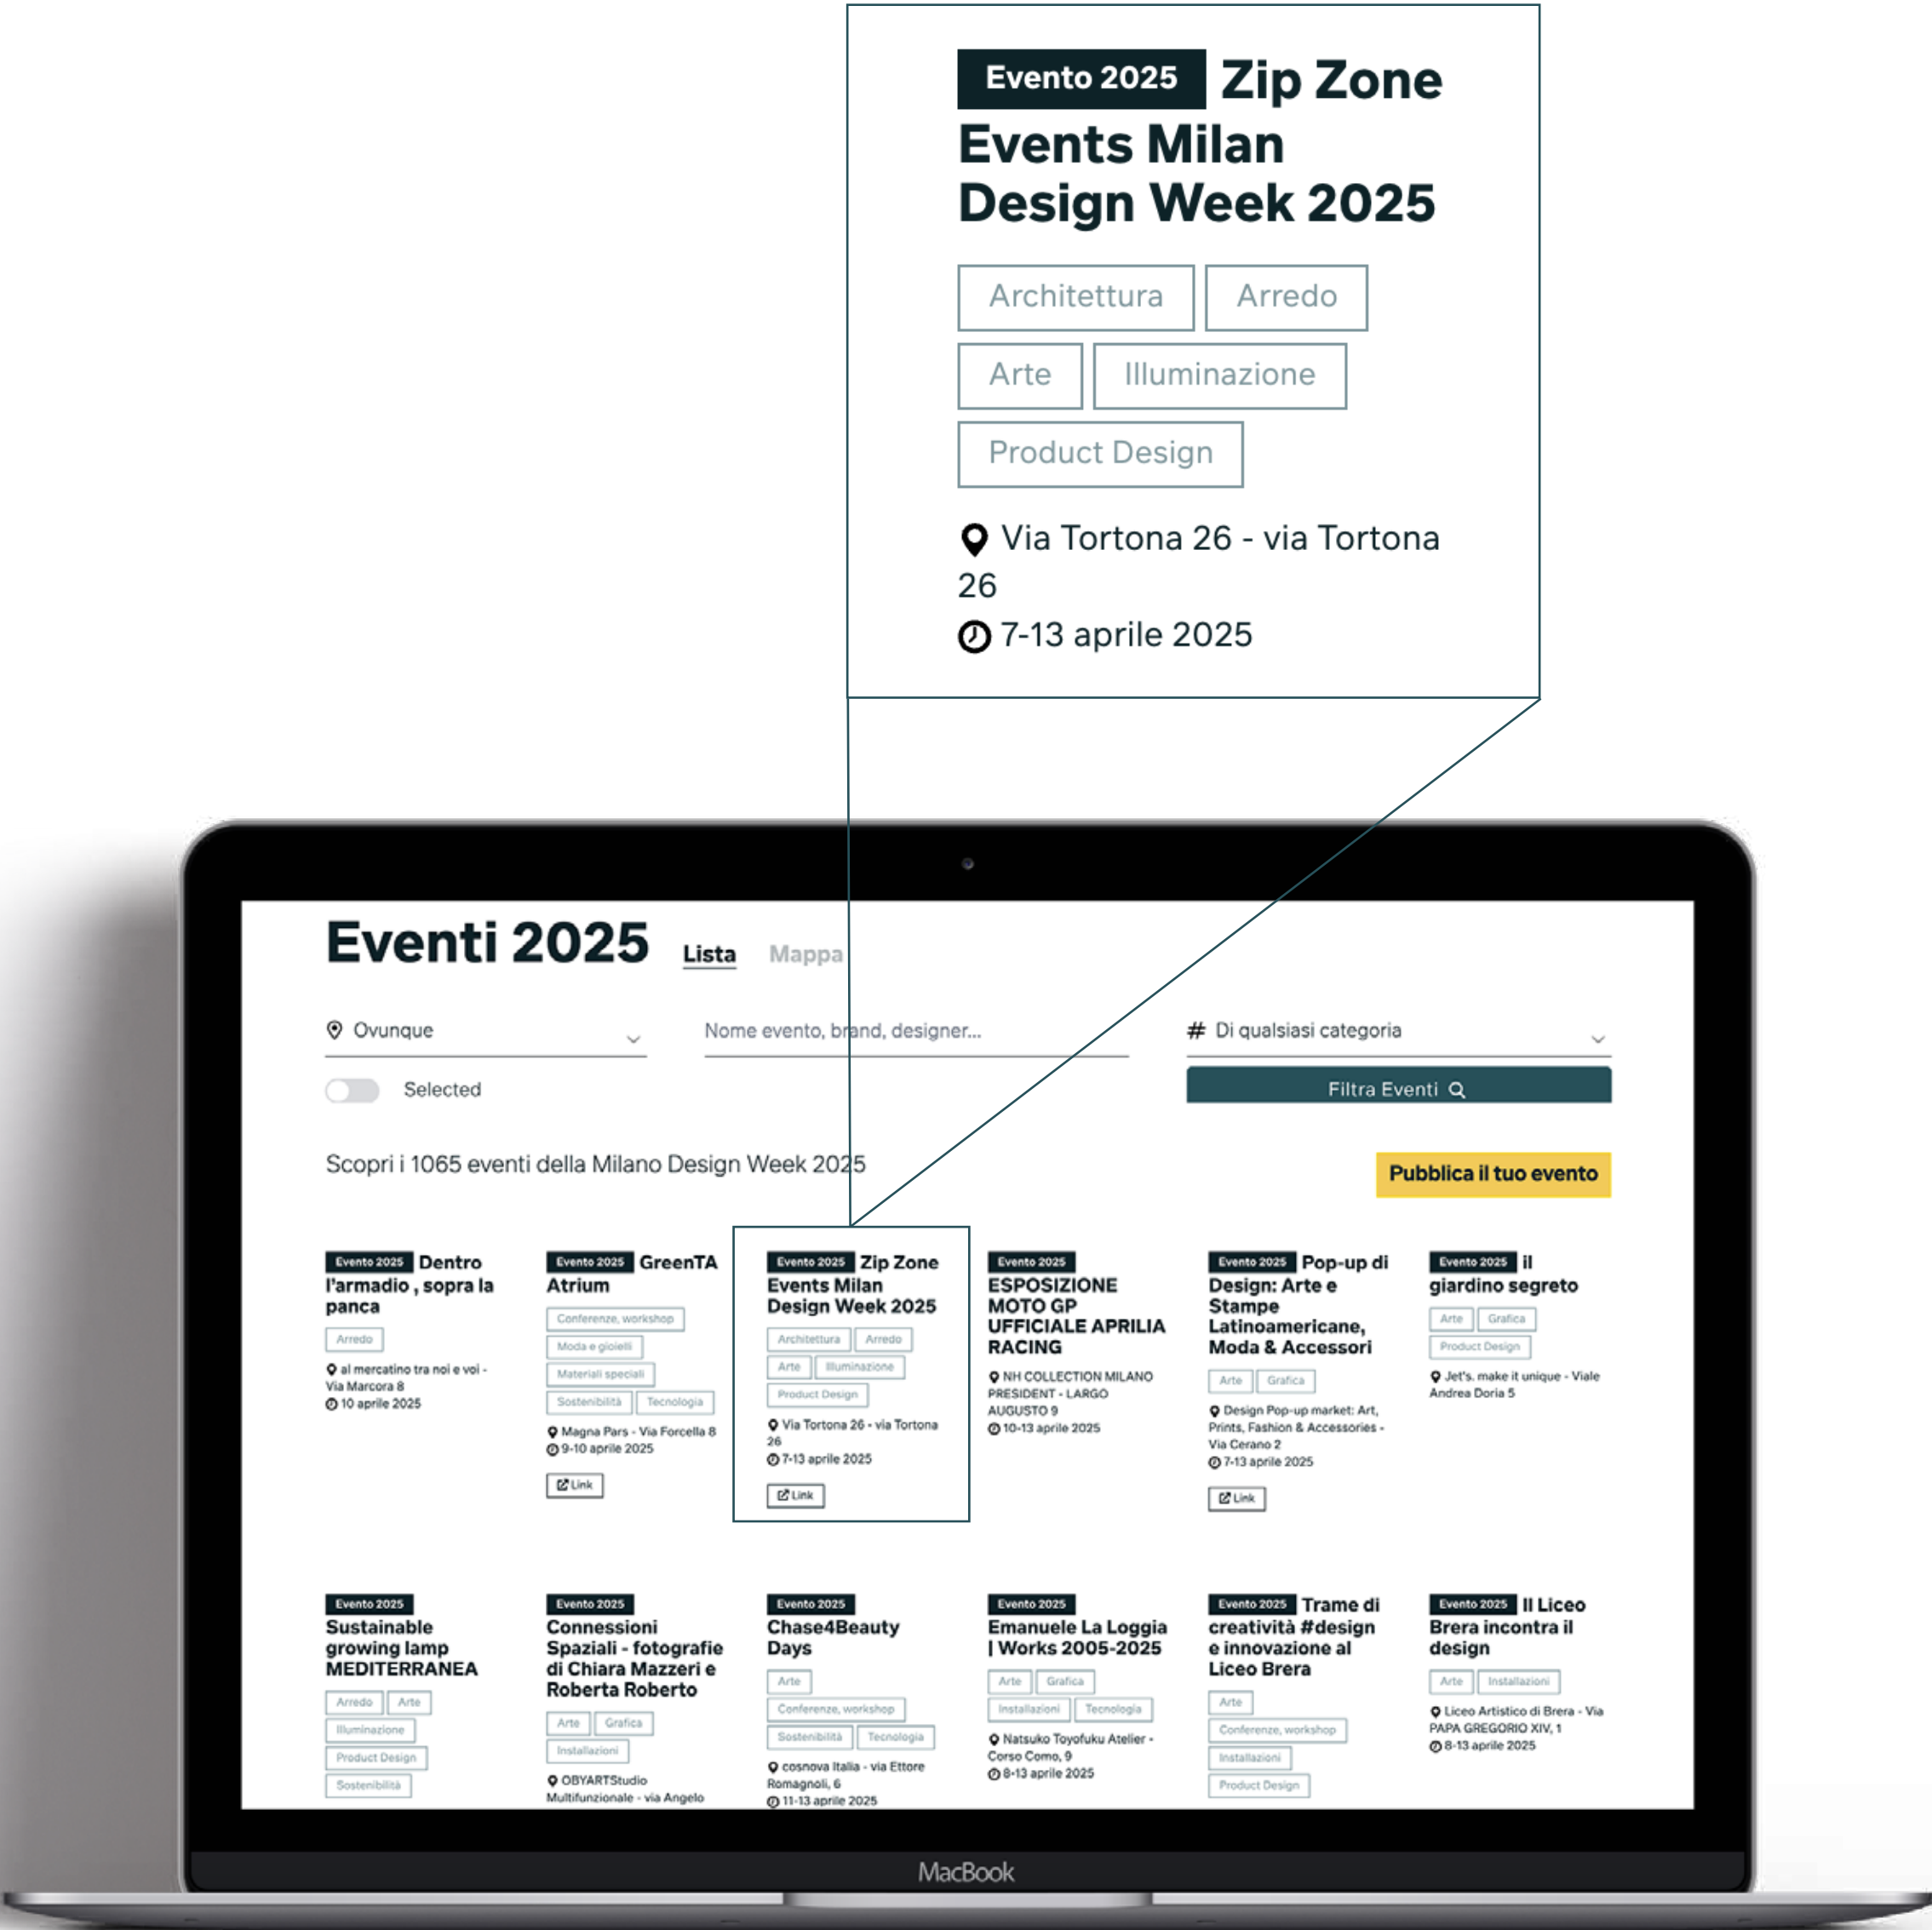 Evento 2025 Zip Zone
Events Milan
Design Week 2025
Architettura Arredo
Arte Illuminazione
Product Design
Via Tortona 26 - via Tortona
26
7-13 aprile 2025
Eventi 2025 Lista Mappa
Ovunque
Nome evento, brand, designer...
# Di qualsiasi categoria
Selected
Filtra Eventi
Scopri i 1065 eventi della Milano Design Week 2025
Pubblica il tuo evento
Evento 2025 Dentro
l'armadio , sopra la
panca
Arredo
al mercatino tra noi e voi -
Via Marcora 8
10 aprile 2025
Evento 2025 GreenTA
Atrium
Conferenze, workshop
Moda e gioielli
Materiali speciali
Sostenibilità Tecnologia
Magna Pars - Via Forcella 8
9-10 aprile 2025
Link
Evento 2025 Zip Zone
Events Milan
Design Week 2025
Architettura Arredo
Arte Illuminazione
Product Design
Via Tortona 26 - via Tortona
26
7-13 aprile 2025
Link
Evento 2025
ESPOSIZIONE
MOTO GP
UFFICIALE APRILIA
RACING
NH COLLECTION MILANO
PRESIDENT - LARGO
AUGUSTO 9
10-13 aprile 2025
Evento 2025 Pop-up di
Design: Arte e
Stampe
Latinoamericane,
Moda & Accessori
Arte Grafica
Design Pop-up market: Art,
Prints, Fashion & Accessories -
Via Cerano 2
7-13 aprile 2025
Link
Evento 2025 il
giardino segreto
Arte Grafica
Product Design
Jet's. make it unique - Viale
Andrea Doria 5
Evento 2025
Sustainable
growing lamp
MEDITERRANEA
Arredo Arte
Illuminazione
Product Design
Sostenibilità
Evento 2025
Connessioni
Spaziali - fotografie
di Chiara Mazzeri e
Roberta Roberto
Arte Grafica
Installazioni
OBYARTStudio
Multifunzionale - via Angelo
Evento 2025
Chase4Beauty
Days
Arte
Conferenze, workshop
Sostenibilità Tecnologia
cosnova Italia - via Ettore
Romagnoli, 6
11-13 aprile 2025
Evento 2025
Emanuele La Loggia
| Works 2005-2025
Arte Grafica
Installazioni Tecnologia
Natsuko Toyofuku Atelier -
Corso Como, 9
8-13 aprile 2025
Evento 2025 Trame di
creatività #design
e innovazione al
Liceo Brera
Arte
Conferenze, workshop
Installazioni
Product Design
Evento 2025 Il Liceo
Brera incontra il
design
Arte Installazioni
Liceo Artistico di Brera - Via
PAPA GREGORIO XIV, 1
8-13 aprile 2025
MacBook